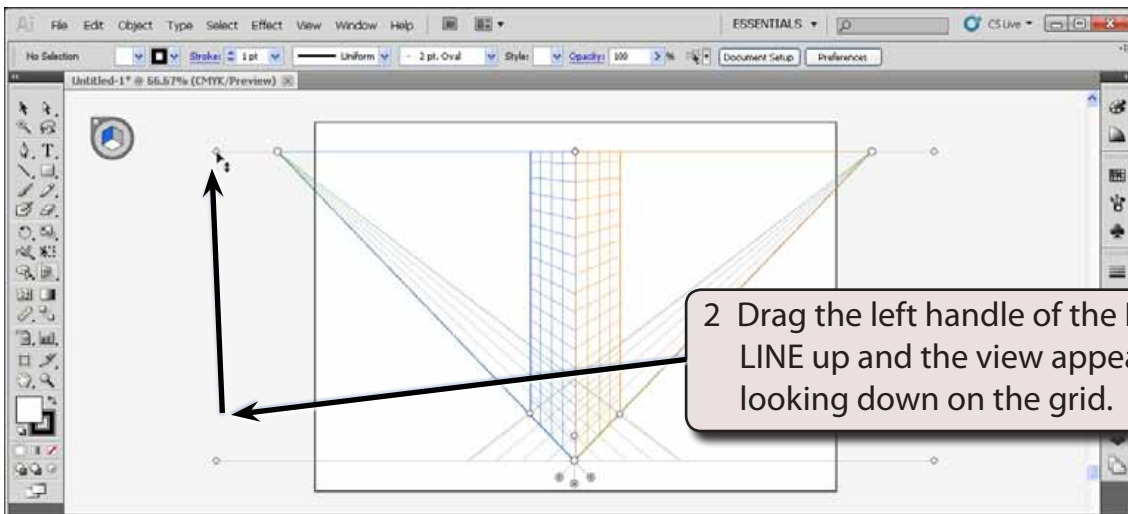 Ai File Edit Object Type Select Effect View Window Help ESSENTIALS CS Live
No Selection Stroke: 1 pt Uniform 2 pt. Oval Style: Opacity: 100 % Document Setup Preferences
Untitled-1* @ 66.67% (CMYK/Preview)
2 Drag the left handle of the
LINE up and the view
looking down on the grid.